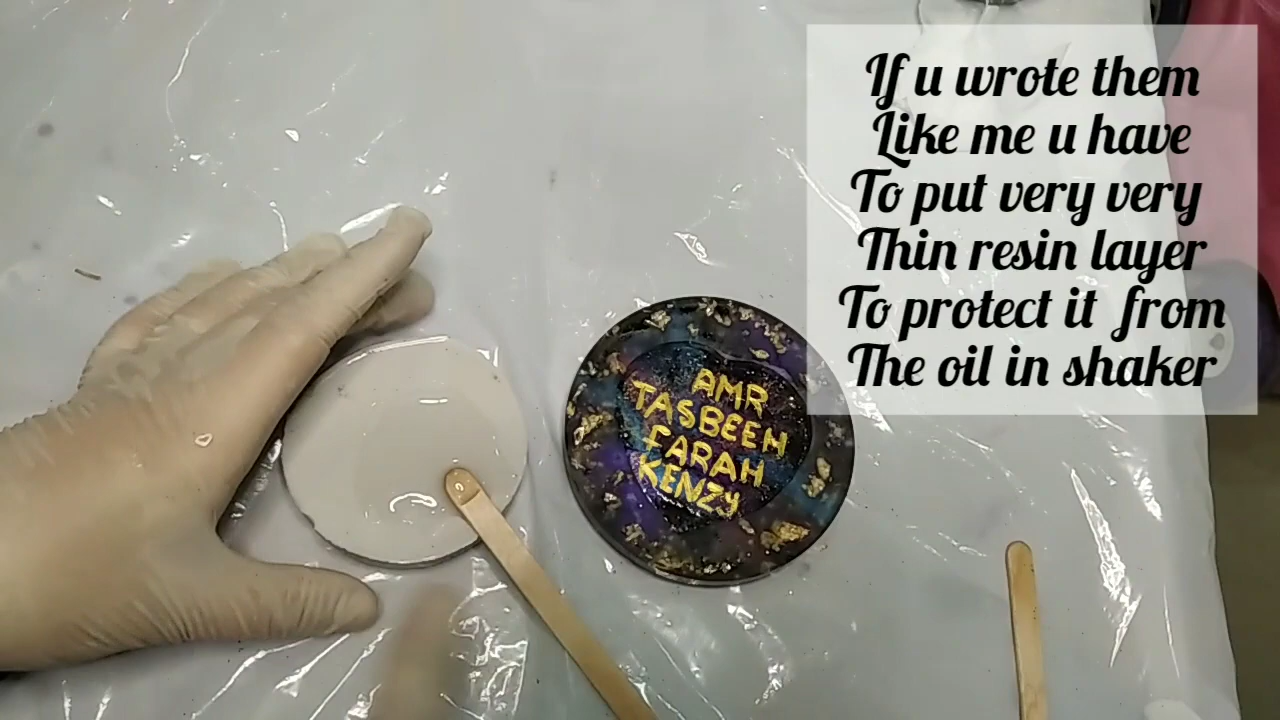 If u wrote them
Like me u have
To put very very
Thin resin layer
To protect it from
The oil in shaker
AMR
TASBEEH
FARAH
KENZY